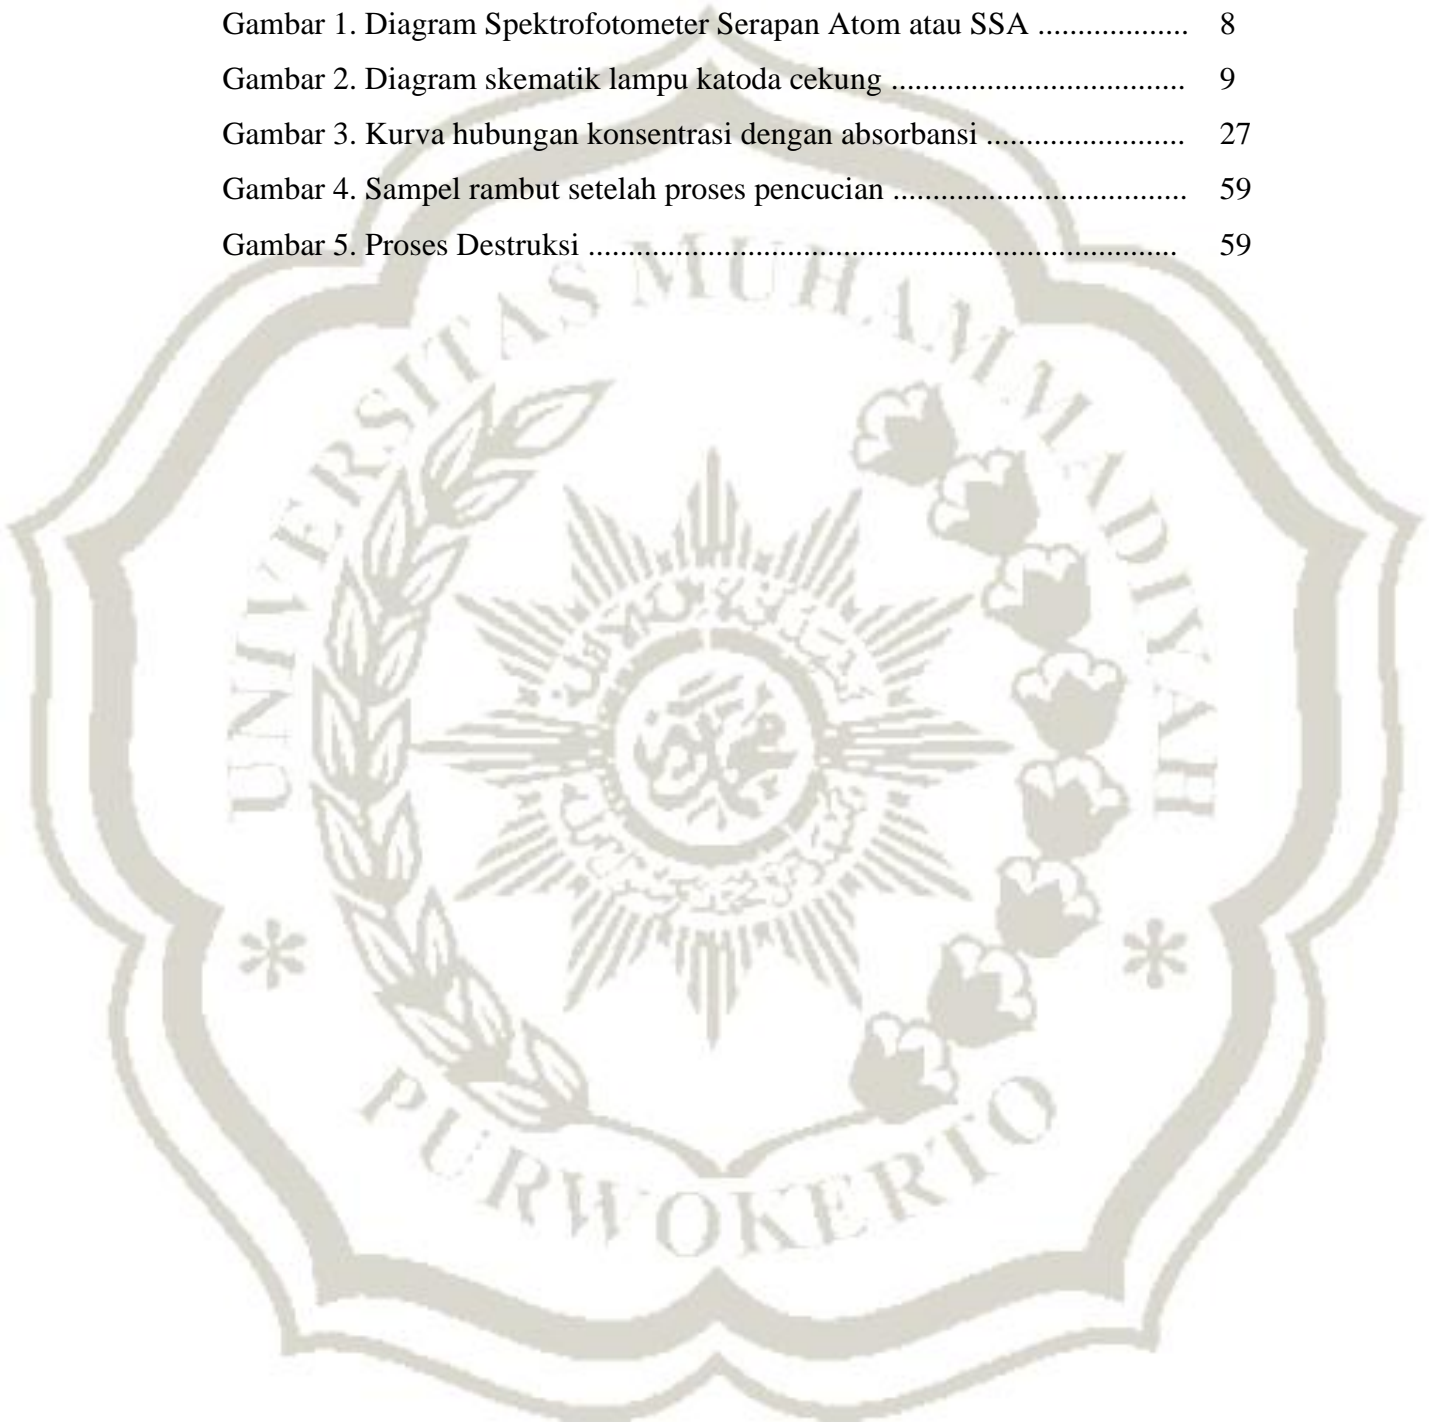 Gambar 1. Diagram Spektrofotometer Serapan Atom atau SSA ................... 8
Gambar 2. Diagram skematik lampu katoda cekung ..................................... 9
Gambar 3. Kurva hubungan konsentrasi dengan absorbansi ......................... 27
Gambar 4. Sampel rambut setelah proses pencucian ..................................... 59
Gambar 5. Proses Destruksi .......................................................................... 59
UNIVERSITAS MUHAMMADIYAH
PURWOKERTO